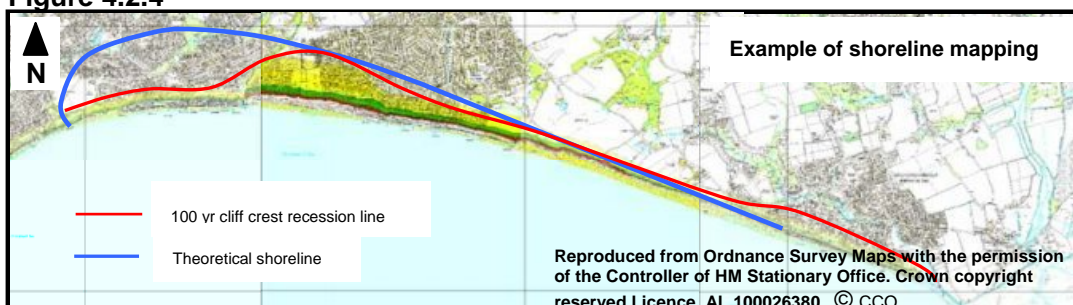 Figure 4.2.4
N
Example of shoreline mapping
100 yr cliff crest recession line
Theoretical shoreline
Reproduced from Ordnance Survey Maps with the permission
of the Controller of HM Stationary Office. Crown copyright
reserved Licence AL 100026380 © CCO